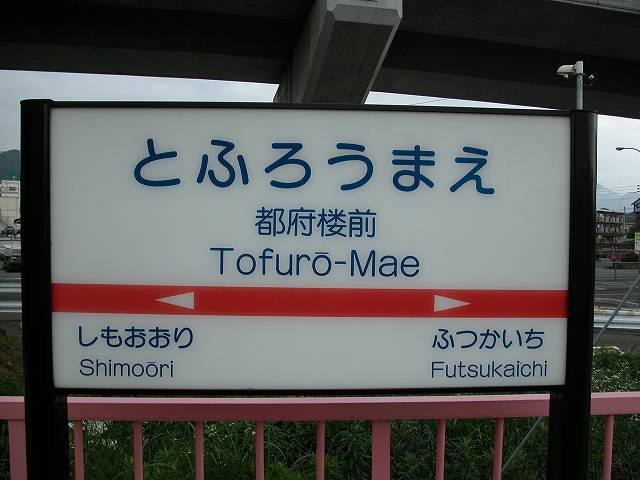 とふろうまえ
都府楼前
Tofurō-Mae
しもおおり ふつかいち
Shimoōri Futsukaichi